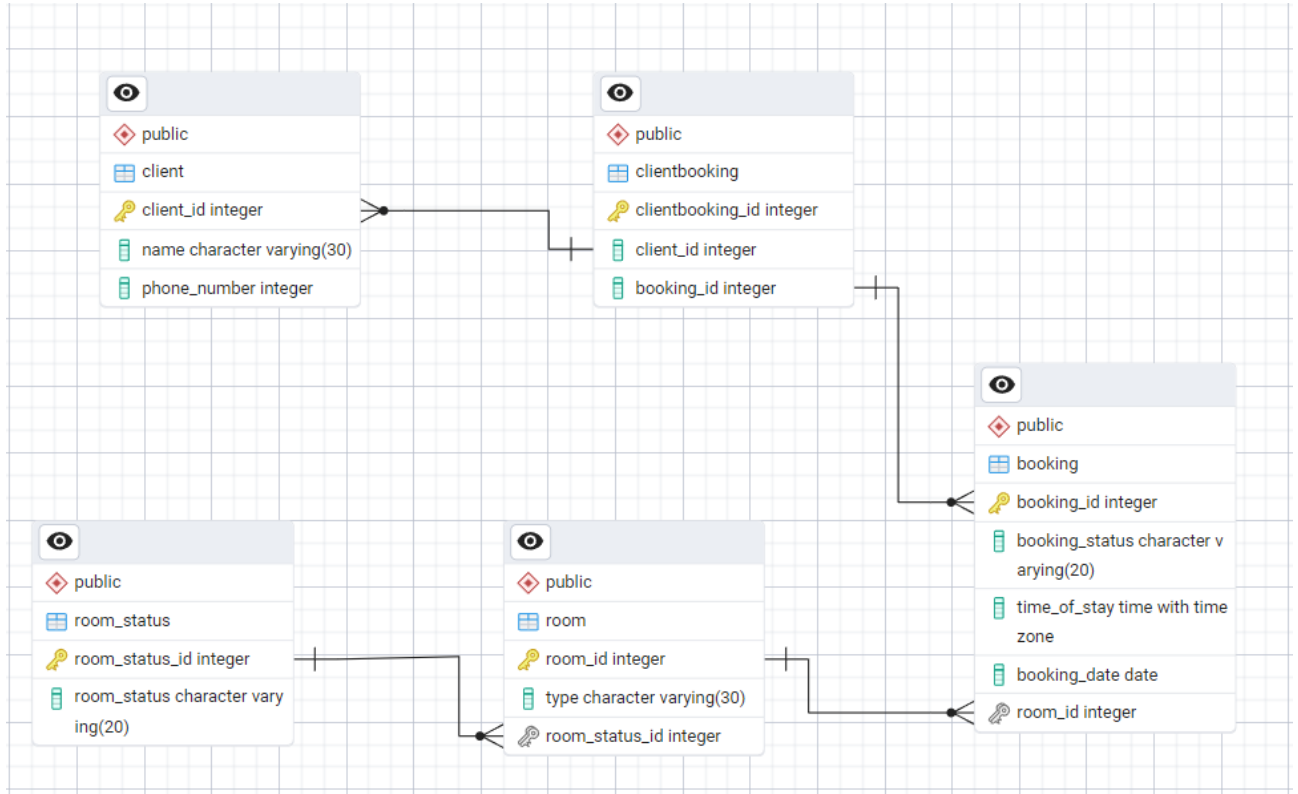 public
client
client_id integer
name character varying(30)
phone_number integer
public
clientbooking
clientbooking_id integer
client_id integer
booking_id integer
public
booking
booking_id integer
booking_status character v
arying(20)
time_of_stay time with time
zone
booking_date date
room_id integer
public
room_status
room_status_id integer
room_status character vary
ing(20)
public
room
room_id integer
type character varying(30)
room_status_id integer